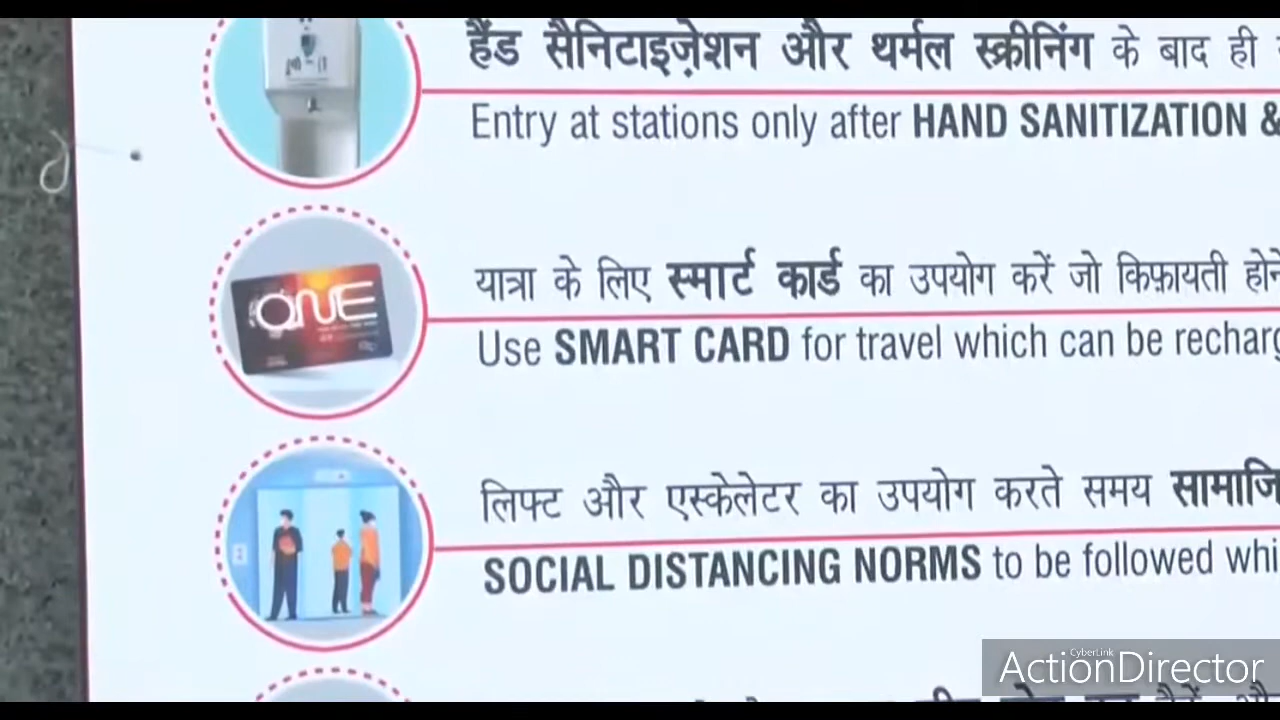 हैंड सैनिटाइज़ेशन और थर्मल स्क्रीनिंग के बाद ही
Entry at stations only after HAND SANITIZATION &
ONE
यात्रा के लिए स्मार्ट कार्ड का उपयोग करें जो किफ़ायती होने
Use SMART CARD for travel which can be recharg
लिफ्ट और एस्केलेटर का उपयोग करते समय सामाजि
SOCIAL DISTANCING NORMS to be followed whi
CyberLink
ActionDirector